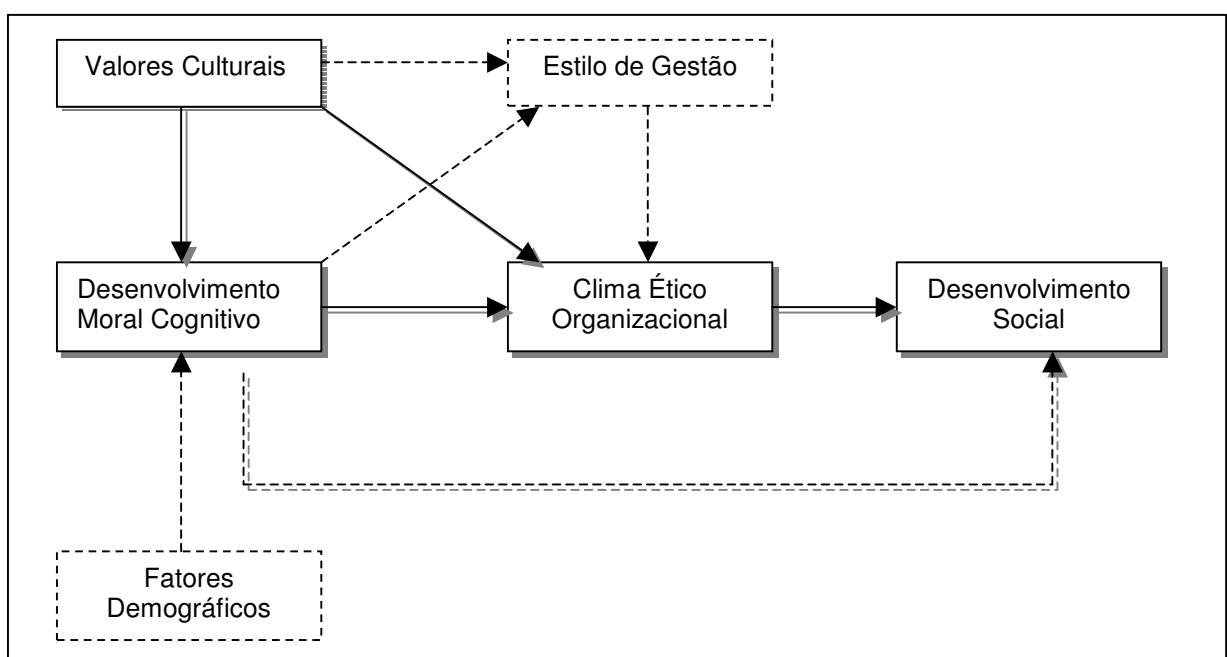 Valores Culturais
Estilo de Gestão
Desenvolvimento
Moral Cognitivo
Clima Ético
Organizacional
Desenvolvimento
Social
Fatores
Demográficos